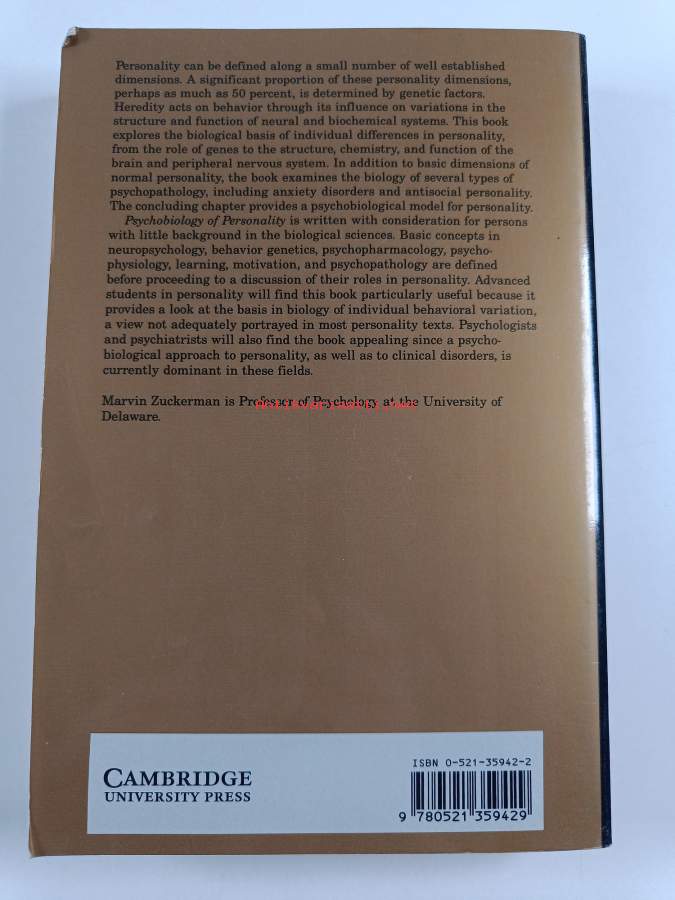 Personality can be defined along a small number of well established
dimensions. A significant proportion of these personality dimensions,
perhaps as much as 50 percent, is determined by genetic factors.
Heredity acts on behavior through its influence on variations in the
structure and function of neural and biochemical systems. This book
explores the biological basis of individual differences in personality,
from the role of genes to the structure, chemistry, and function of the
brain and peripheral nervous system. In addition to basic dimensions of
normal personality, the book examines the biology of several types of
psychopathology, including anxiety disorders and antisocial personality.
The concluding chapter provides a psychobiological model for personality.
Psychobiology of Personality is written with consideration for persons
with little background in the biological sciences. Basic concepts in
neuropsychology, behavior genetics, psychopharmacology, psycho-
physiology, learning, motivation, and psychopathology are defined
before proceeding to a discussion of their roles in personality. Advanced
students in personality will find this book particularly useful because it
provides a look at the basis in biology of individual behavioral variation,
a view not adequately portrayed in most personality texts. Psychologists
and psychiatrists will also find the book appealing since a psycho-
biological approach to personality, as well as to clinical disorders, is
currently dominant in these fields.
Marvin Zuckerman is Professor of Psychology at the University of
Delaware.
CAMBRIDGE
UNIVERSITY PRESS
ISBN 0-521-35942-2
9 780521 359429